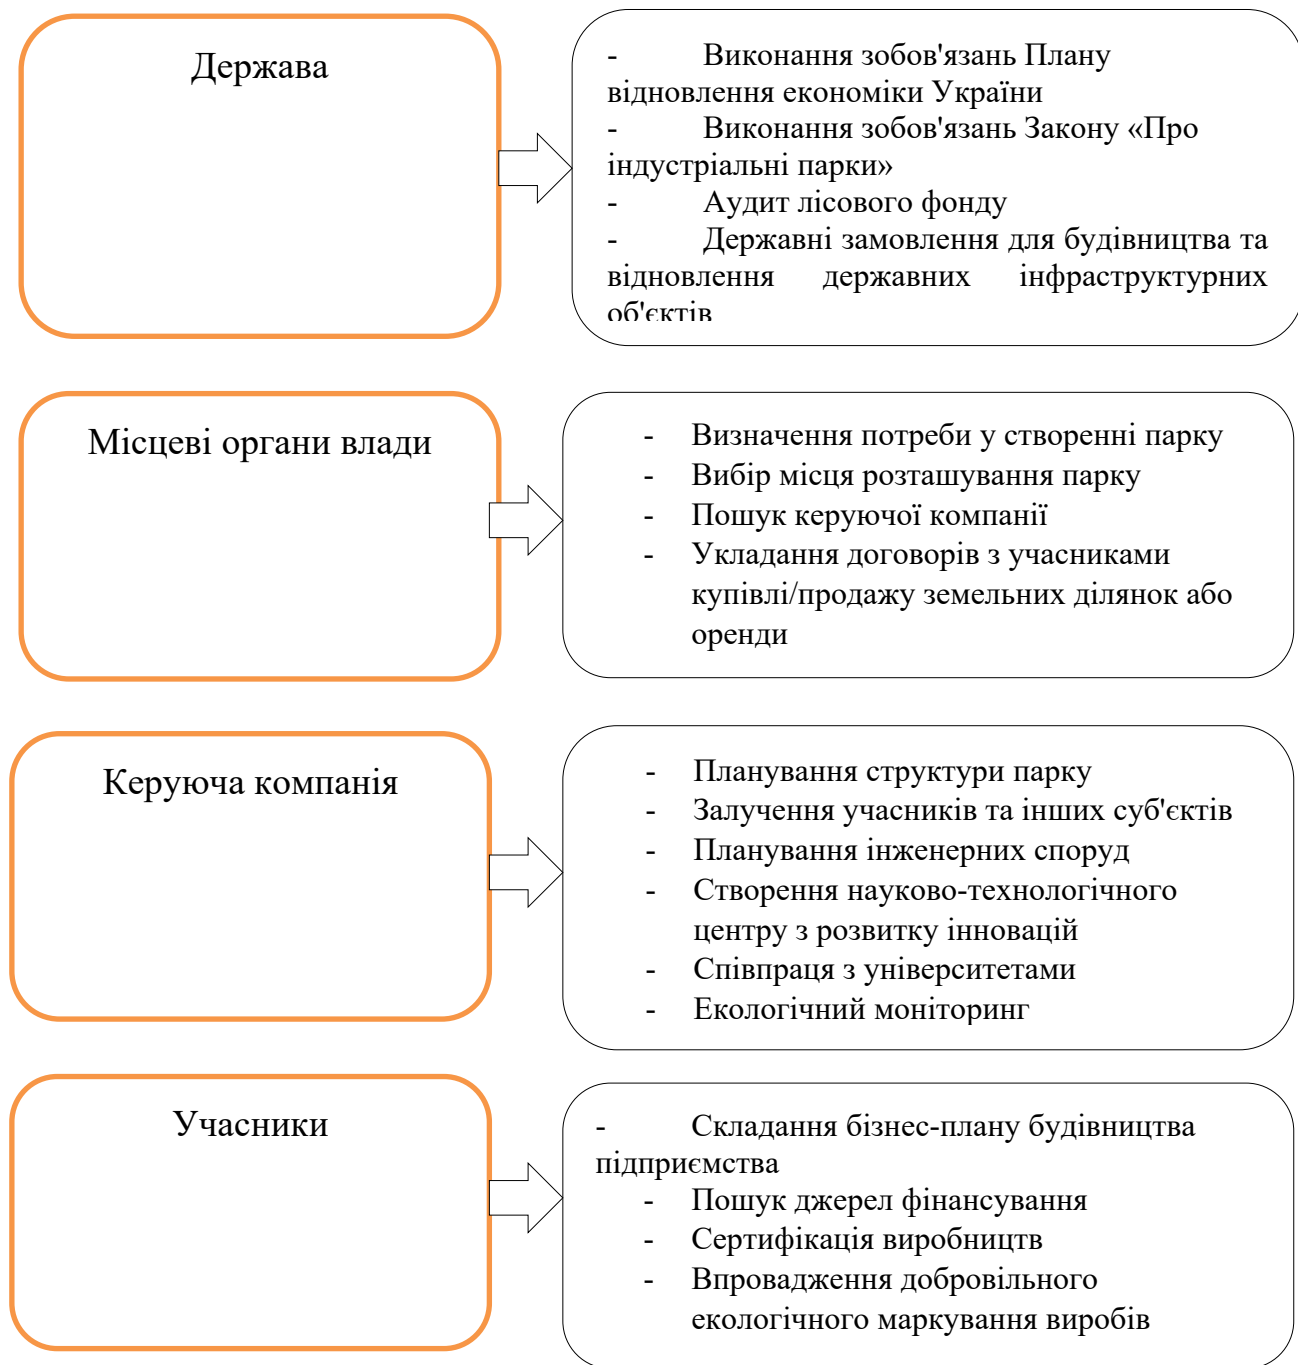 Держава
- Виконання зобов'язань Плану
відновлення економіки України
- Виконання зобов'язань Закону «Про
індустріальні парки»
- Аудит лісового фонду
- Державні замовлення для будівництва та
відновлення державних інфраструктурних
об'єктів
Місцеві органи влади
- Визначення потреби у створенні парку
- Вибір місця розташування парку
- Пошук керуючої компанії
- Укладання договорів з учасниками
купівлі/продажу земельних ділянок або
оренди
Керуюча компанія
- Планування структури парку
- Залучення учасників та інших суб'єктів
- Планування інженерних споруд
- Створення науково-технологічного
центру з розвитку інновацій
- Співпраця з університетами
- Екологічний моніторинг
Учасники
- Складання бізнес-плану будівництва
підприємства
- Пошук джерел фінансування
- Сертифікація виробництв
- Впровадження добровільного
екологічного маркування виробів